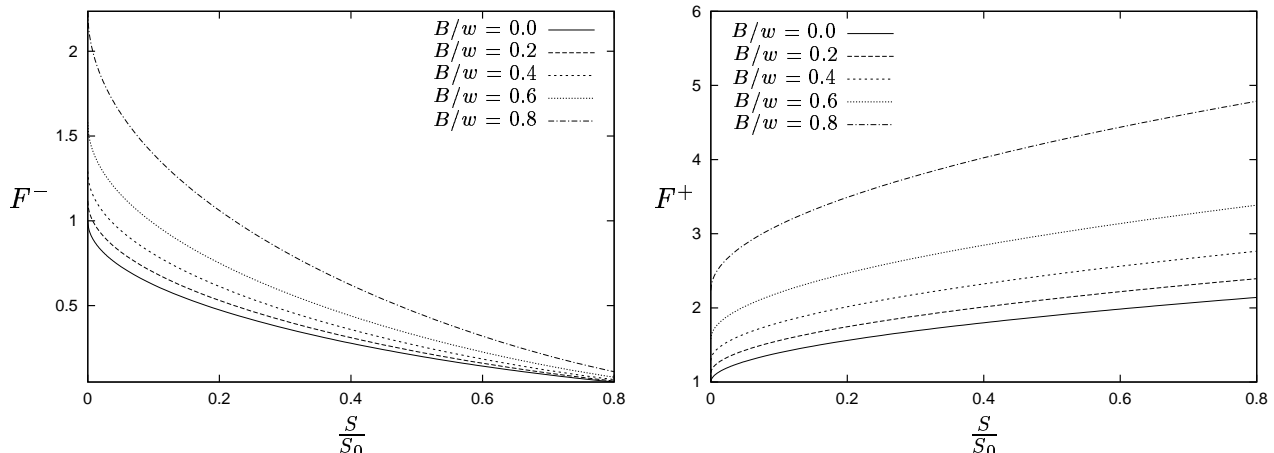 B/w = 0.0
B/w = 0.2
B/w = 0.4
B/w = 0.6
B/w = 0.8
2
1.5
1
0.5
F⁻
0 0.2 0.4 0.6 0.8
S
S₀
B/w = 0.0
B/w = 0.2
B/w = 0.4
B/w = 0.6
B/w = 0.8
6
5
4
3
2
1
F⁺
0 0.2 0.4 0.6 0.8
S
S₀